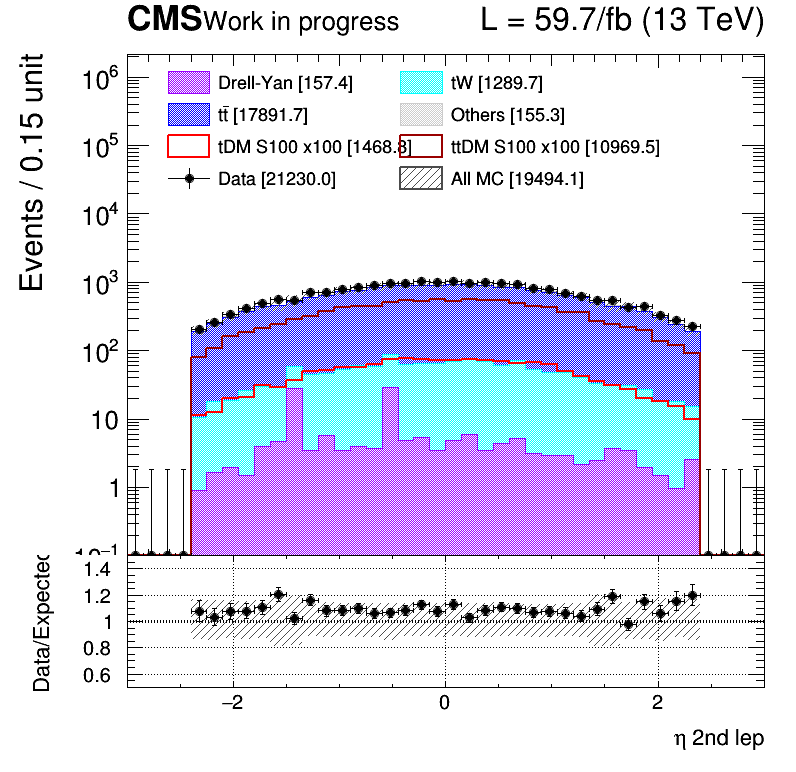 CMS Work in progress L = 59.7/fb (13 TeV)
Events / 0.15 unit
Drell-Yan [157.4] tW [1289.7]
tt̄ [17891.7] Others [155.3]
tDM S100 x100 [1468.8] ttDM S100 x100 [10969.5]
Data [21230.0] All MC [19494.1]
10⁶
10⁵
10⁴
10³
10²
10
1
10⁻¹
Data/Expected
1.4
1.2
1
0.8
0.6
−2 0 2
η 2nd lep